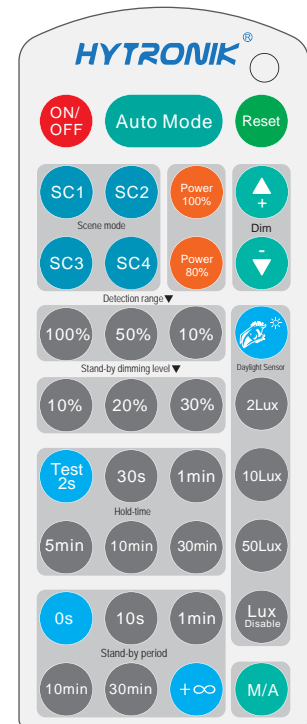 HYTRONIK®
ON/
OFF
Auto Mode
Reset
SC1
SC2
Power
100%
+
Scene mode
Dim
SC3
SC4
Power
80%
-
Detection range▼
100%
50%
10%
Daylight Sensor
Stand-by dimming level▼
10%
20%
30%
2Lux
Test
2s
30s
1min
10Lux
Hold-time
5min
10min
30min
50Lux
0s
10s
1min
Lux
Disable
Stand-by period
10min
30min
+∞
M/A